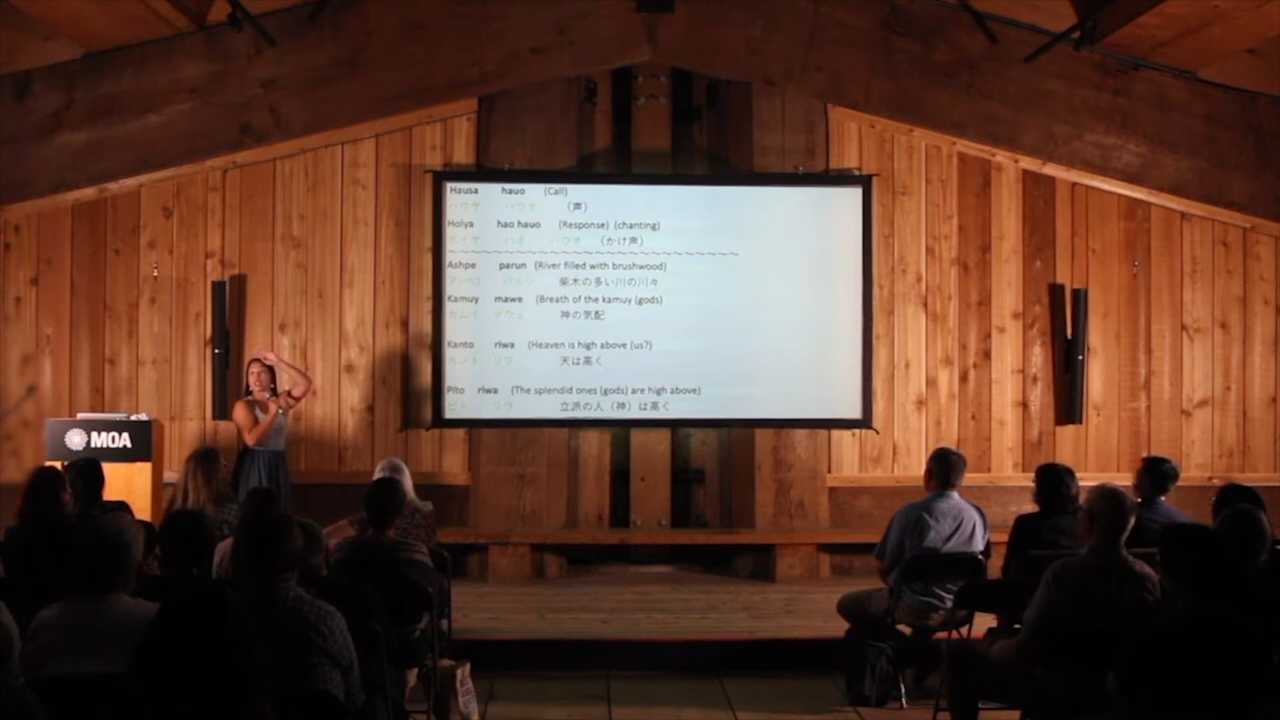 Hausa hauo (Call)
ハウサ ハウオ (声)
Hoiya hao hauo (Response) (chanting)
ホイヤ ハオ ハウオ (かけ声)
〜〜〜〜〜〜〜〜〜〜〜〜〜〜〜〜〜〜〜〜〜〜〜〜〜〜
Ashpe parun (River filled with brushwood)
パルン 柴木の多い川の川々
Kamuy mawe (Breath of the kamuy (gods)
カムイ マウェ 神の気配
Kanto riwa (Heaven is high above (us?)
カント リワ 天は高く
Pito riwa (The splendid ones (gods) are high above)
ピト リワ 立派の人（神）は高く
MOA